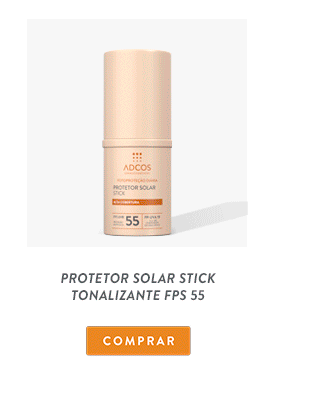 ADCOS
PROTETOR SOLAR
STICK
55
PROTETOR SOLAR STICK
TONALIZANTE FPS 55
COMPRAR